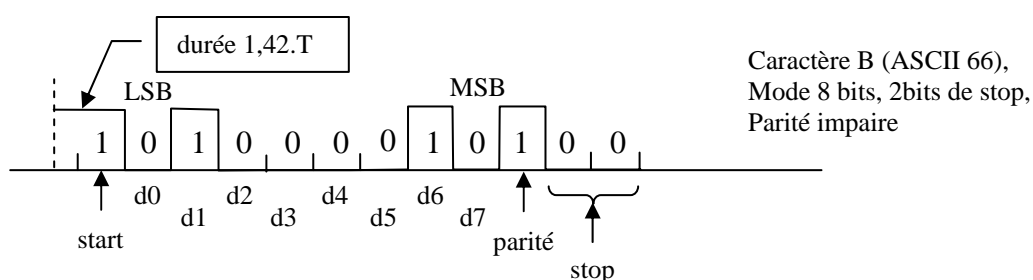 durée 1,42.T
Caractère B (ASCII 66),
Mode 8 bits, 2bits de stop,
Parité impaire
LSB MSB
1 0 1 0 0 0 0 1 0 1 0 0
d0 d2 d4 d6
d1 d3 d5 d7
start parité
stop